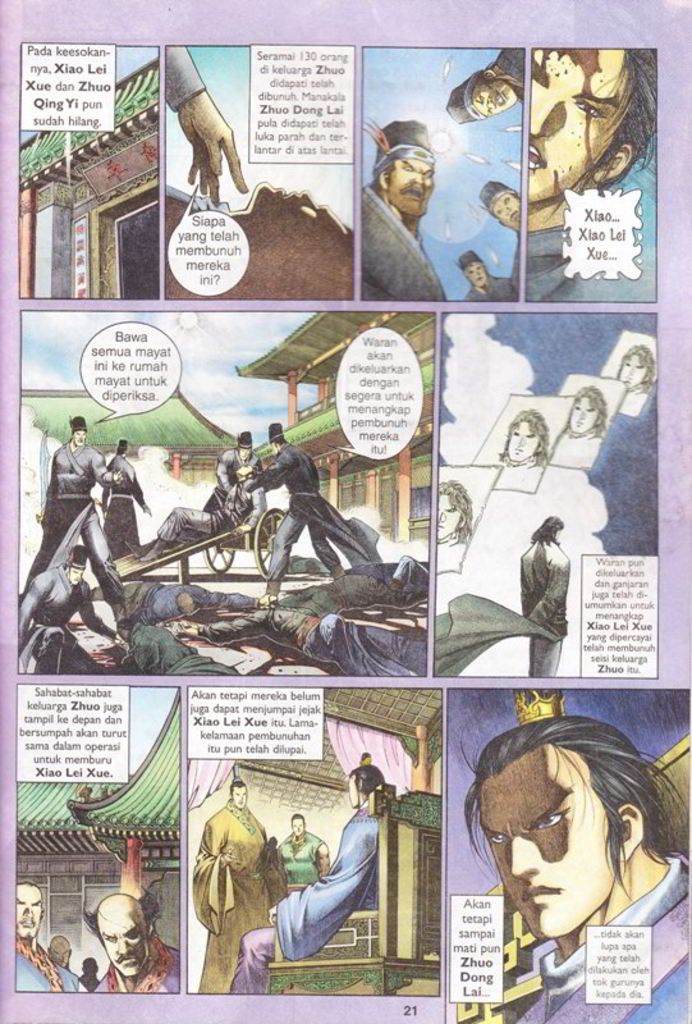 Pada keesokan-
nya, Xiao Lei
Xue dan Zhuo
Qing Yi pun
sudah hilang.
Seramai 130 orang
di keluarga Zhuo
didapati telah
dibunuh. Manakala
Zhuo Dong Lai
pula didapati telah
luka parah dan ter-
lantar di atas lantai.
Siapa
yang telah
membunuh
mereka
ini?
Xiao...
Xiao Lei
Xue...
Bawa
semua mayat
ini ke rumah
mayat untuk
diperiksa.
Waran
akan
dikeluarkan
dengan
segera untuk
menangkap
pembunuh
mereka
itu!
Waran pun
dikeluarkan
dan ganjaran
juga telah di-
umumkan untuk
menangkap
Xiao Lei Xue
yang dipercayai
telah membunuh
seisi keluarga
Zhuo itu.
Sahabat-sahabat
keluarga Zhuo juga
tampil ke depan dan
bersumpah akan turut
sama dalam operasi
untuk memburu
Xiao Lei Xue.
Akan tetapi mereka belum
juga dapat menjumpai jejak
Xiao Lei Xue itu. Lama-
kelamaan pembunuhan
itu pun telah dilupai.
Akan
tetapi
sampai
mati pun
Zhuo
Dong
Lai...
...tidak akan
lupa apa
yang telah
dilakukan oleh
gurunya
kepada dia.
21